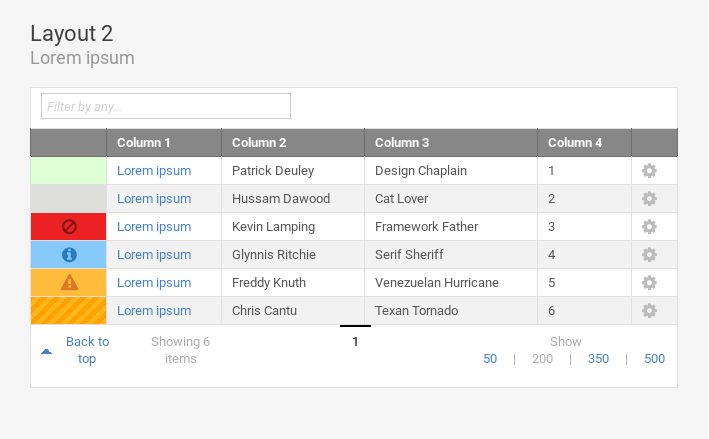 Layout 2
Lorem ipsum
Filter by any...
Column 1 Column 2 Column 3 Column 4
Lorem ipsum Patrick Deuley Design Chaplain 1
Lorem ipsum Hussam Dawood Cat Lover 2
Lorem ipsum Kevin Lamping Framework Father 3
Lorem ipsum Glynnis Ritchie Serif Sheriff 4
Lorem ipsum Freddy Knuth Venezuelan Hurricane 5
Lorem ipsum Chris Cantu Texan Tornado 6
Back to Showing 6 1 Show
top items 50 | 200 | 350 | 500